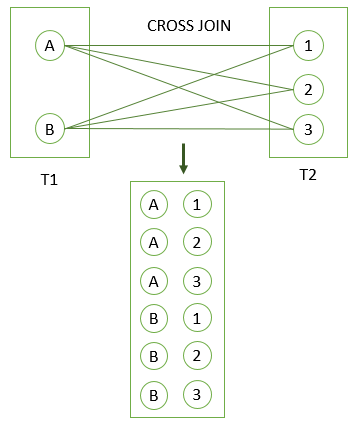 CROSS JOIN
A 1
2
B 3
T1 T2
A 1
A 2
A 3
B 1
B 2
B 3